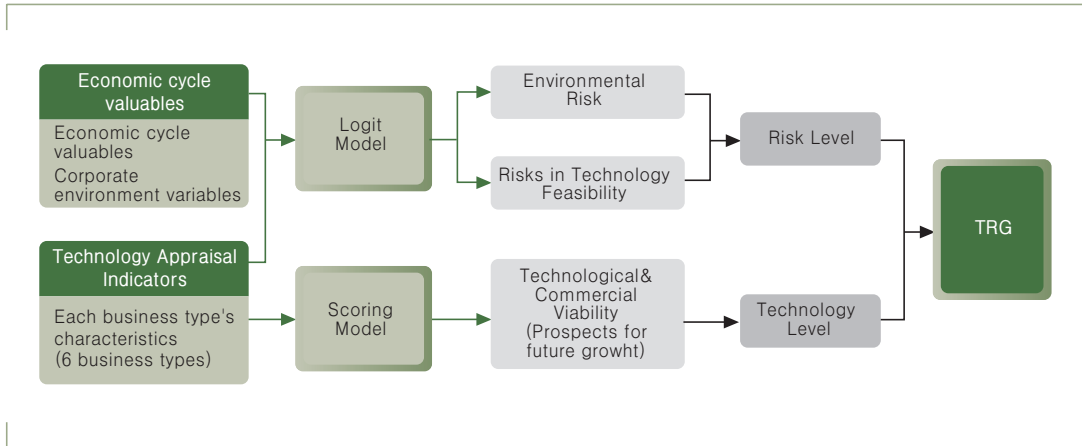 Economic cycle
valuables
Economic cycle
valuables
Corporate
environment variables
Technology Appraisal
Indicators
Each business type's
characteristics
(6 business types)
Logit
Model
Scoring
Model
Environmental
Risk
Risks in Technology
Feasibility
Technological&
Commercial
Viability
(Prospects for
future growht)
Risk Level
Technology
Level
TRG